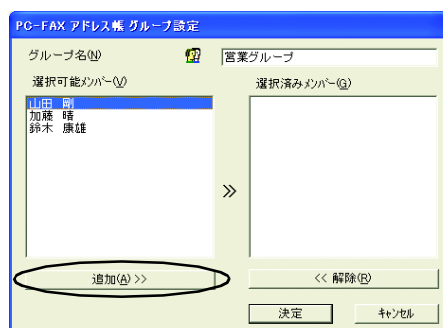 PC-FAX アドレス帳 グループ設定
グループ名(N) 営業グループ
選択可能メンバー(V) 選択済みメンバー(G)
山田 剛
加藤 晴
鈴木 康雄
»
追加(A) >> << 解除(R)
決定 キャンセル